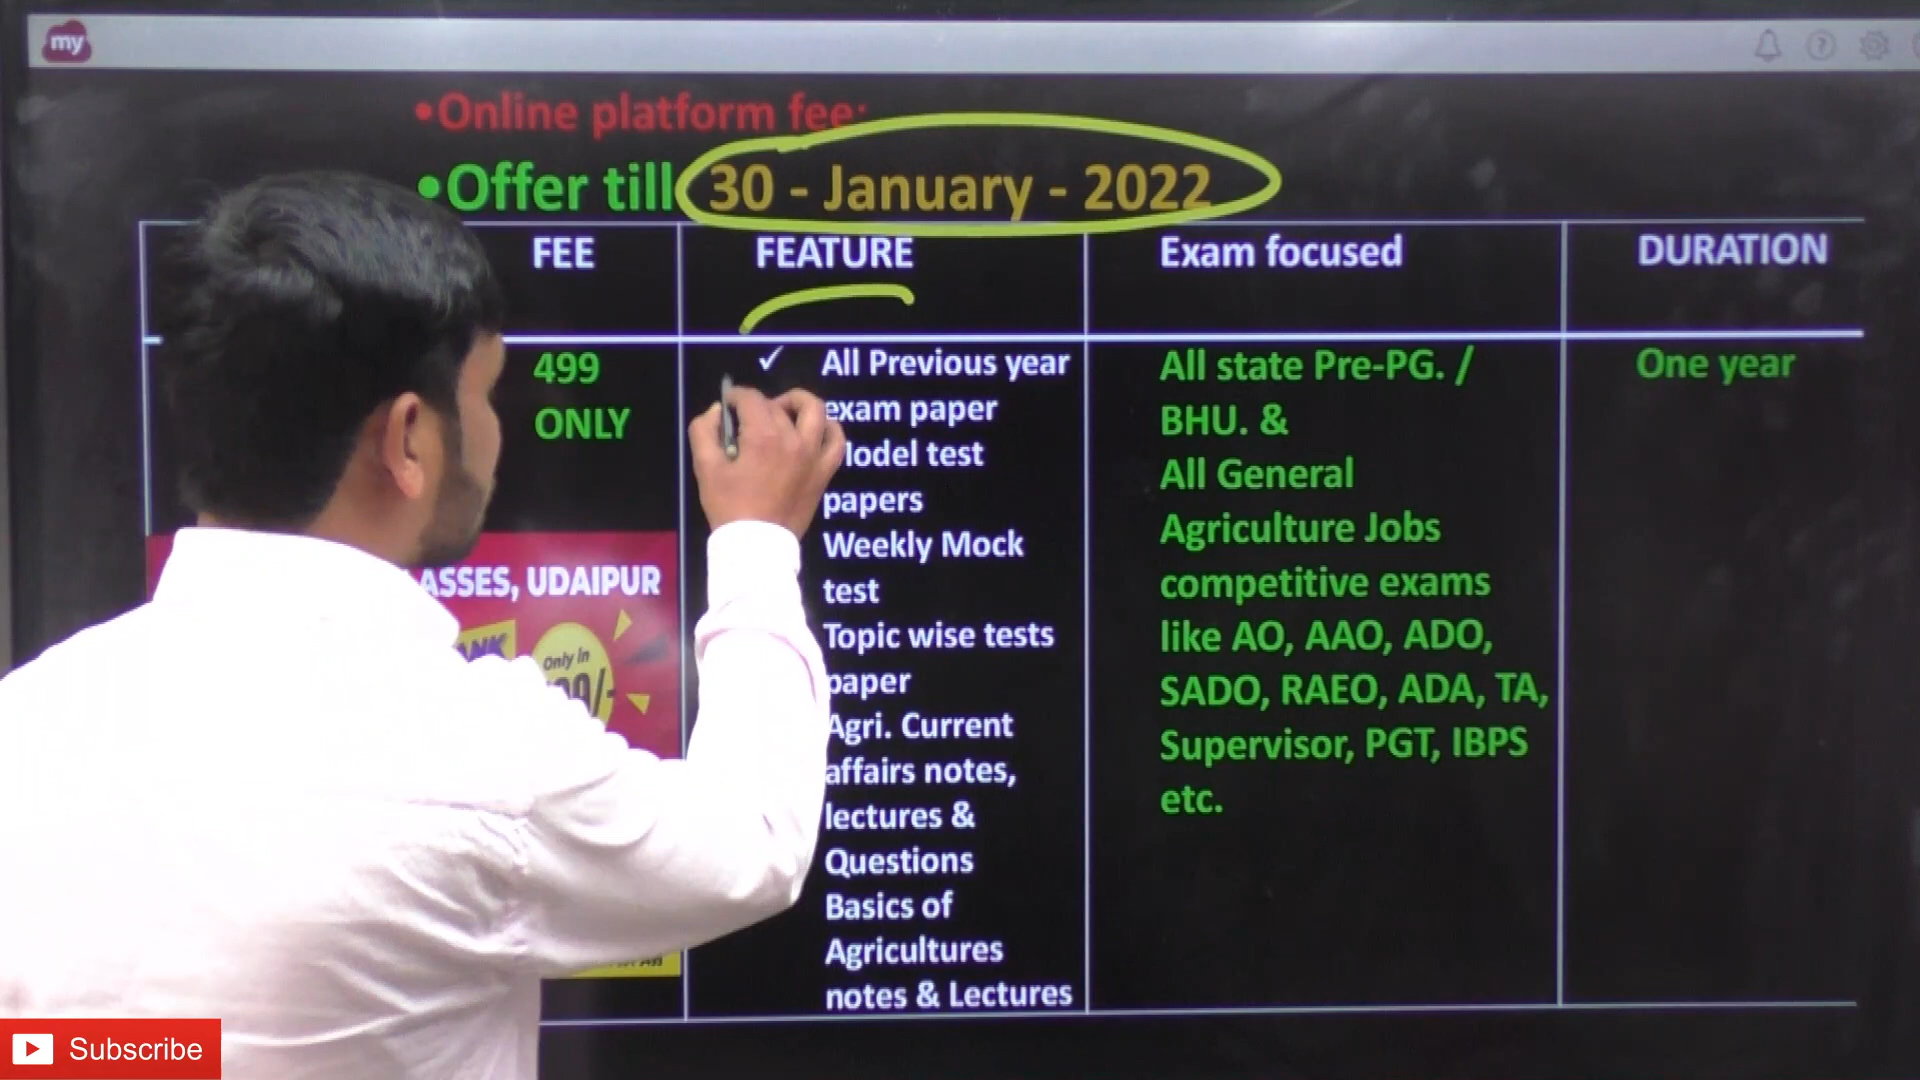 my
•Online platform fee:
•Offer till 30 - January - 2022
FEE
FEATURE
Exam focused
DURATION
499
ONLY
✓ All Previous year
exam paper
Model test
papers
Weekly Mock
test
Topic wise tests
paper
Agri. Current
affairs notes,
lectures &
Questions
Basics of
Agricultures
notes & Lectures
All state Pre-PG. /
BHU. &
All General
Agriculture Jobs
competitive exams
like AO, AAO, ADO,
SADO, RAEO, ADA, TA,
Supervisor, PGT, IBPS
etc.
One year
ASSES, UDAIPUR
Only in
Subscribe